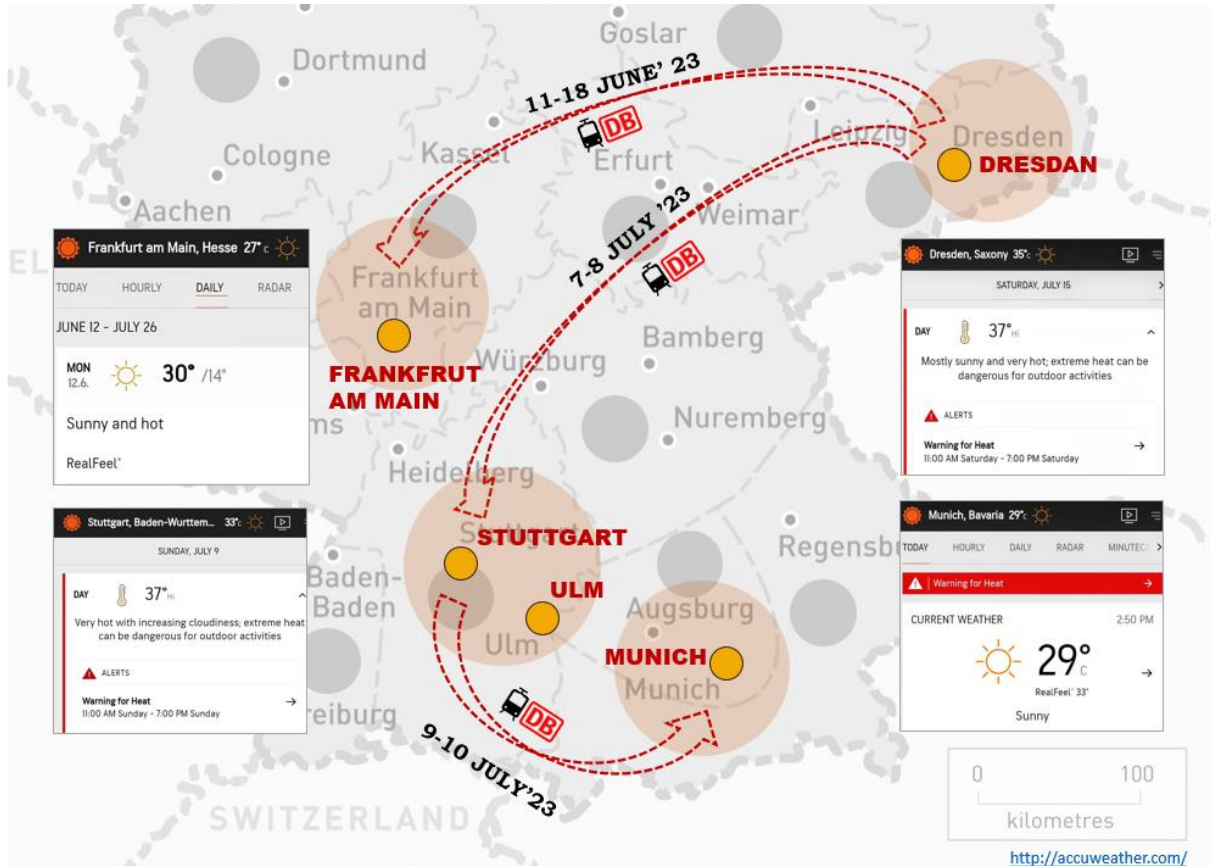 Goslar
Dortmund
11-18 JUNE' 23
DB
Leipzig
Dresden
Cologne
Kassel
Erfurt
DRESDAN
Aachen
Weimar
7-8 JULY '23
DB
EL
Frankfurt am Main, Hesse 27°c
TODAY HOURLY DAILY RADAR
JUNE 12 - JULY 26
MON
12.6.
30° /14°
Sunny and hot
RealFeel°
Frankfurt
am Main
FRANKFRUT
AM MAIN
Würzburg
Bamberg
Nuremberg
ms
Heidelberg
Dresden, Saxony 35°c
SATURDAY, JULY 15
DAY 37° Hi
Mostly sunny and very hot; extreme heat can be
dangerous for outdoor activities
ALERTS
Warning for Heat
11:00 AM Saturday - 7:00 PM Saturday
Stuttgart, Baden-Wurttem... 33°c
SUNDAY, JULY 9
DAY 37° Hi
Very hot with increasing cloudiness; extreme heat
can be dangerous for outdoor activities
ALERTS
Warning for Heat
11:00 AM Sunday - 7:00 PM Sunday
Stuttgart
STUTTGART
Baden-
Baden
ULM
Ulm
Augsburg
MUNICH
Munich
Regensb
reiburg
DB
9-10 JULY'23
SWITZERLAND
Munich, Bavaria 29°c
TODAY HOURLY DAILY RADAR MINUTEC
Warning for Heat
CURRENT WEATHER 2:50 PM
29° C
RealFeel° 33°
Sunny
0 100
kilometres
http://accuweather.com/